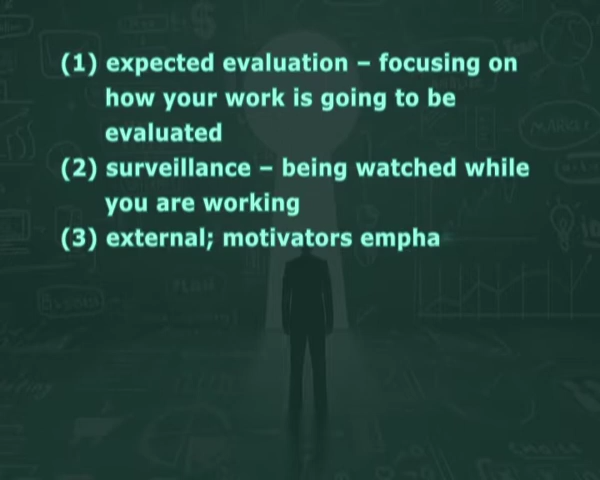 (1) expected evaluation – focusing on
how your work is going to be
evaluated
(2) surveillance – being watched while
you are working
(3) external; motivators empha
MARKET